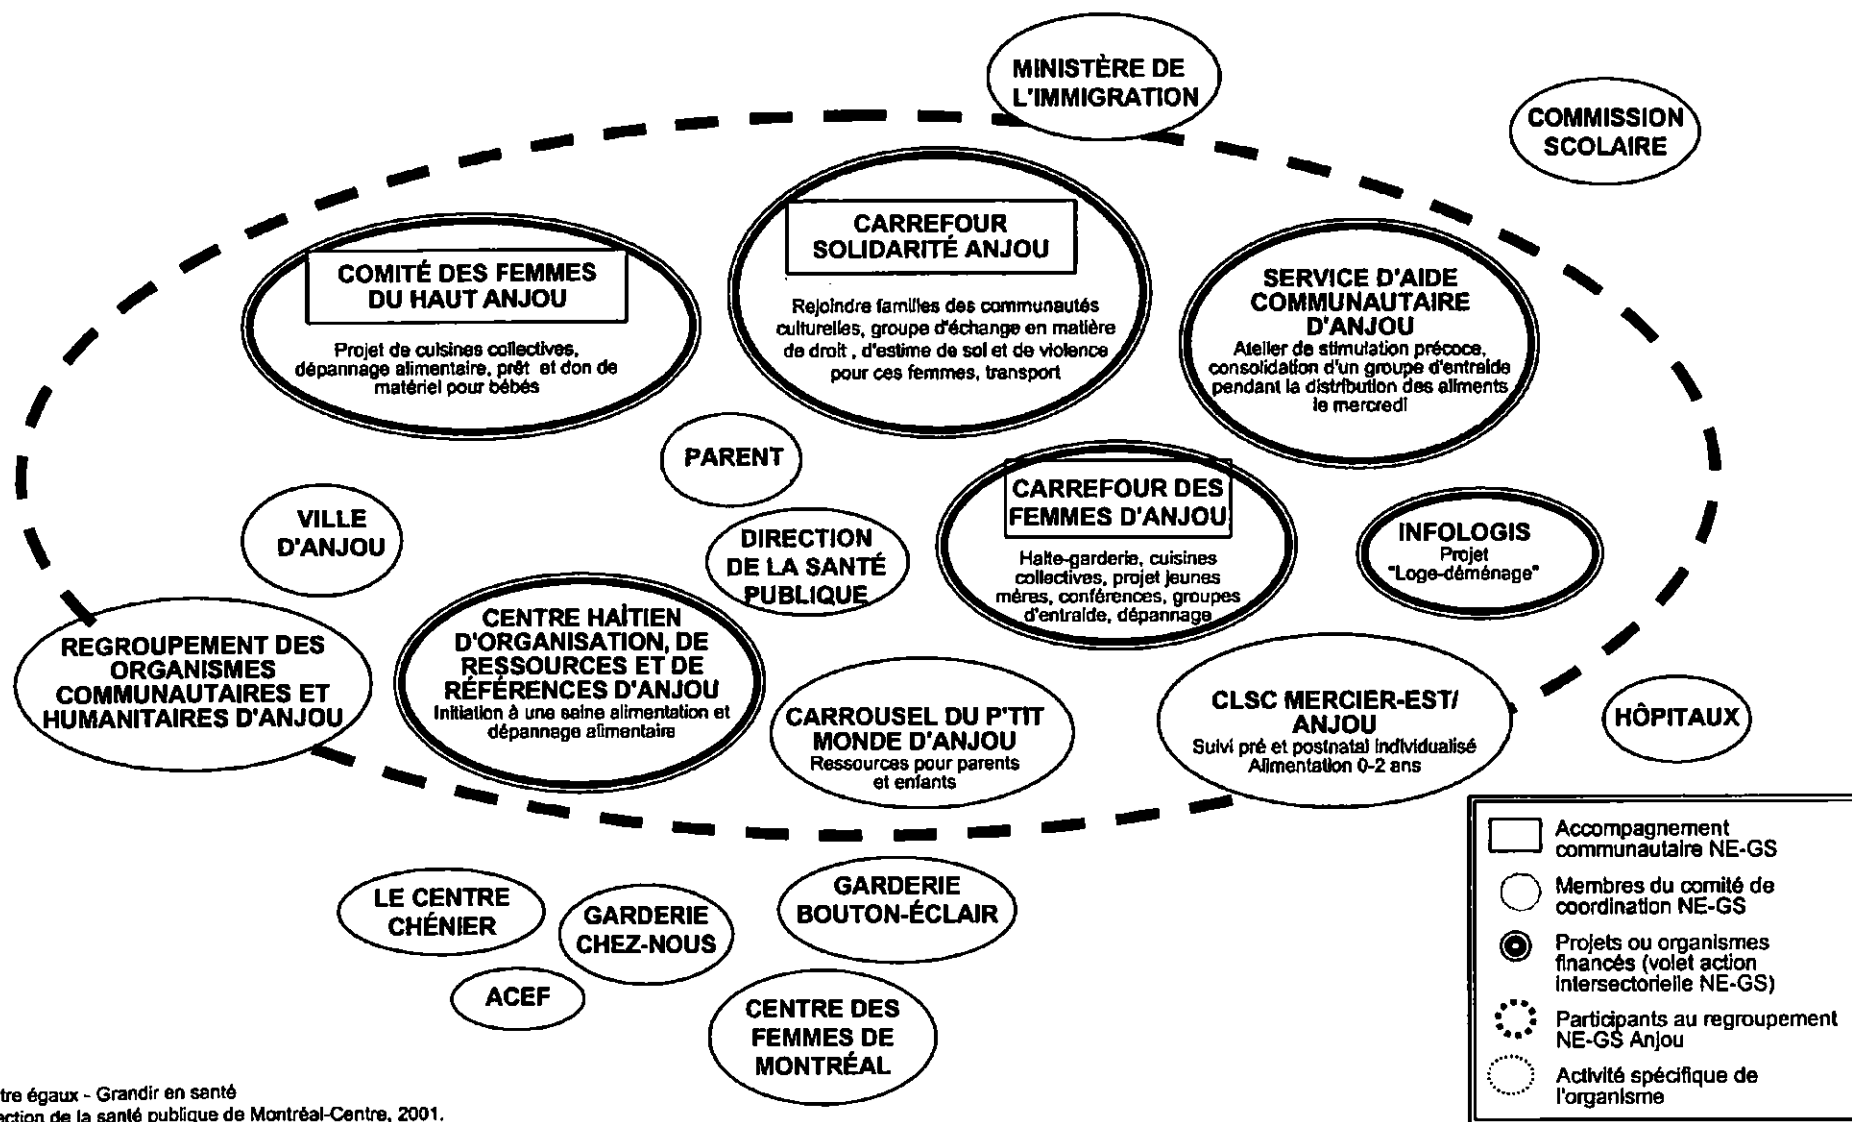 MINISTÈRE DE
L'IMMIGRATION
COMMISSION
SCOLAIRE
CARREFOUR
SOLIDARITÉ ANJOU
Rejoindre familles des communautés
culturelles, groupe d'échange en matière
de droit , d'estime de soi et de violence
pour ces femmes, transport
COMITÉ DES FEMMES
DU HAUT ANJOU
Projet de cuisines collectives,
dépannage alimentaire, prêt et don de
matériel pour bébés
SERVICE D'AIDE
COMMUNAUTAIRE
D'ANJOU
Atelier de stimulation précoce,
consolidation d'un groupe d'entraide
pendant la distribution des aliments
le mercredi
PARENT
CARREFOUR DES
FEMMES D'ANJOU
Halte-garderie, cuisines
collectives, projet jeunes
mères, conférences, groupes
d'entraide, dépannage
VILLE
D'ANJOU
DIRECTION
DE LA SANTÉ
PUBLIQUE
INFOLOGIS
Projet
"Loge-déménage"
REGROUPEMENT DES
ORGANISMES
COMMUNAUTAIRES ET
HUMANITAIRES D'ANJOU
CENTRE HAÏTIEN
D'ORGANISATION, DE
RESSOURCES ET DE
RÉFÉRENCES D'ANJOU
Initiation à une saine alimentation et
dépannage alimentaire
CARROUSEL DU P'TIT
MONDE D'ANJOU
Ressources pour parents
et enfants
CLSC MERCIER-EST/
ANJOU
Suivi pré et postnatal individualisé
Alimentation 0-2 ans
HÔPITAUX
LE CENTRE
CHÉNIER
GARDERIE
CHEZ-NOUS
GARDERIE
BOUTON-ÉCLAIR
ACEF
CENTRE DES
FEMMES DE
MONTRÉAL
Accompagnement
communautaire NE-GS
Membres du comité de
coordination NE-GS
Projets ou organismes
financés (volet action
intersectorielle NE-GS)
Participants au regroupement
NE-GS Anjou
Activité spécifique de
l'organisme
tre égaux - Grandir en santé
ection de la santé publique de Montréal-Centre, 2001.